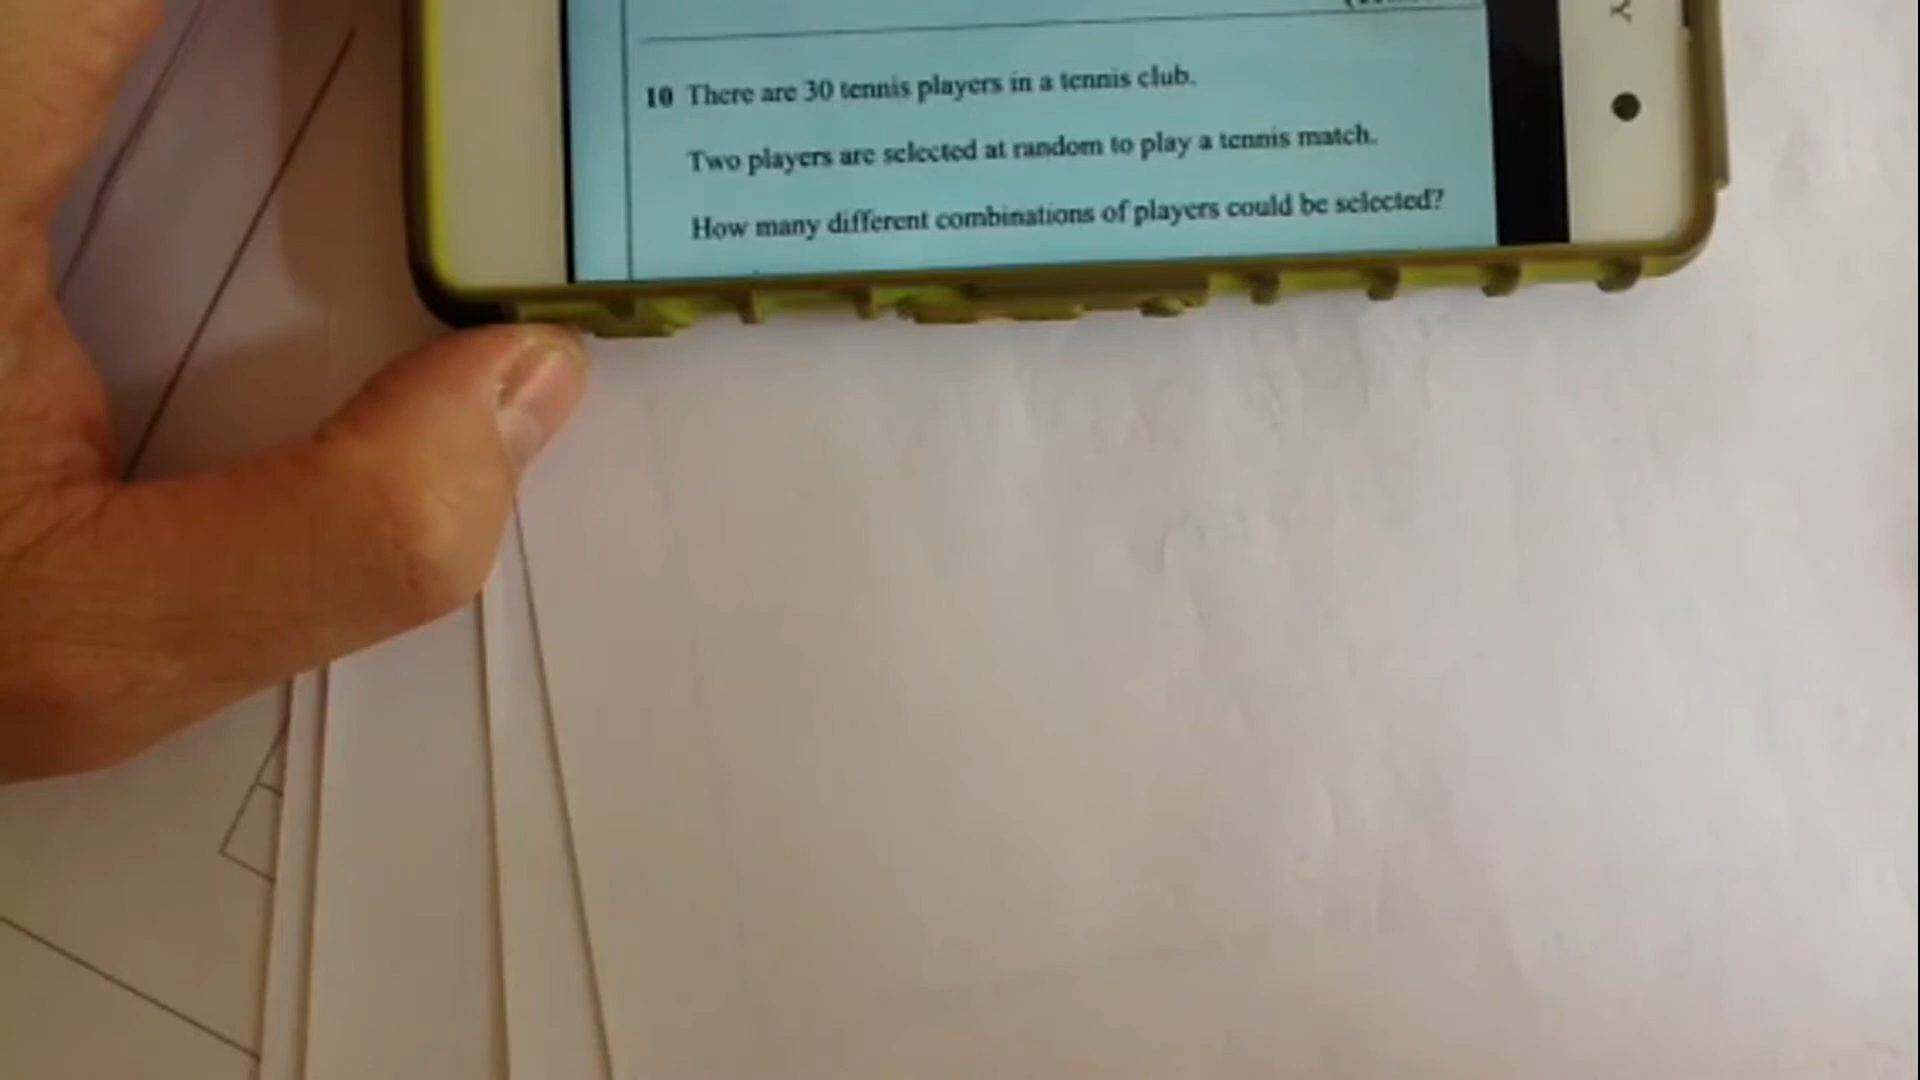 10 There are 30 tennis players in a tennis club.
Two players are selected at random to play a tennis match.
How many different combinations of players could be selected?
Y